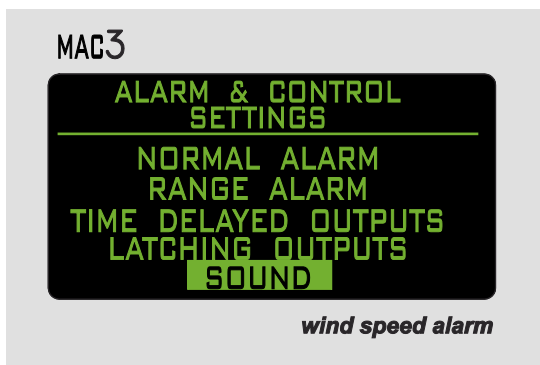 MAC3
ALARM & CONTROL
SETTINGS
NORMAL ALARM
RANGE ALARM
TIME DELAYED OUTPUTS
LATCHING OUTPUTS
SOUND
wind speed alarm